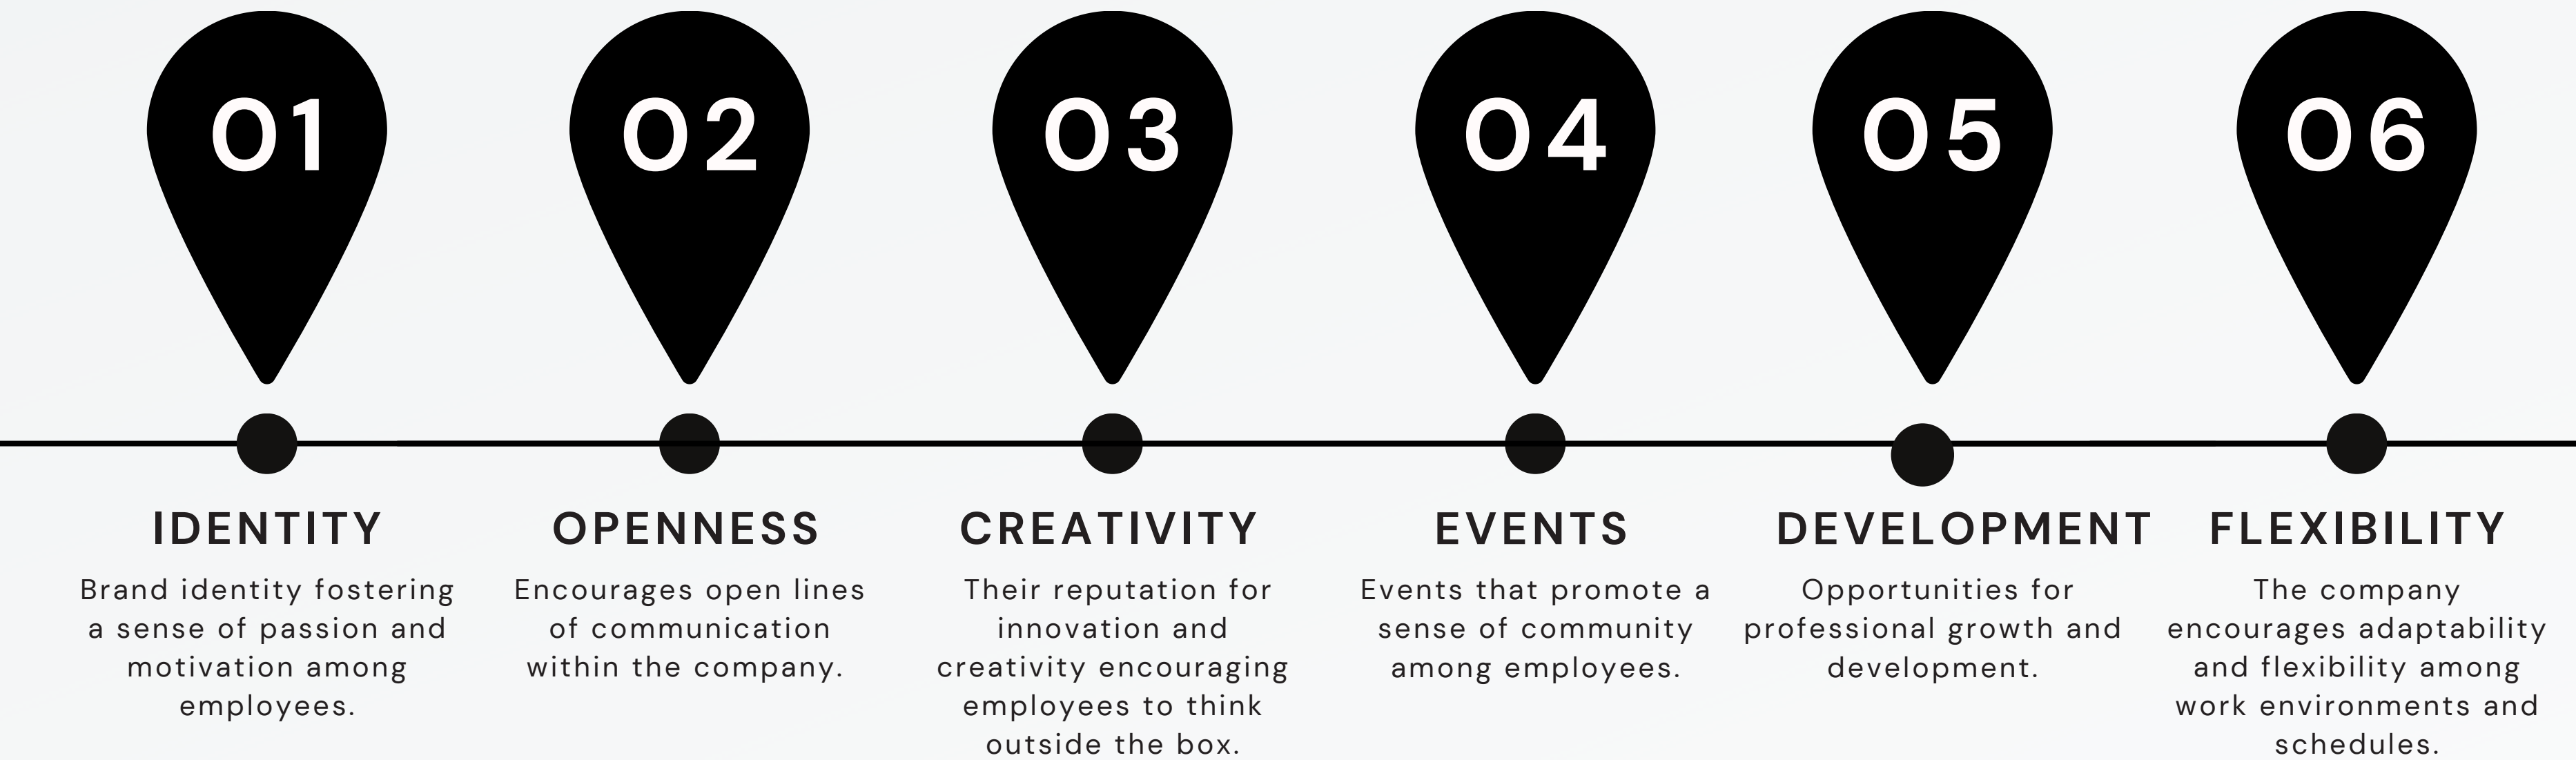 01
IDENTITY
Brand identity fostering
a sense of passion and
motivation among
employees.
02
OPENNESS
Encourages open lines
of communication
within the company.
03
CREATIVITY
Their reputation for
innovation and
creativity encouraging
employees to think
outside the box.
04
EVENTS
Events that promote a
sense of community
among employees.
05
DEVELOPMENT
Opportunities for
professional growth and
development.
06
FLEXIBILITY
The company
encourages adaptability
and flexibility among
work environments and
schedules.